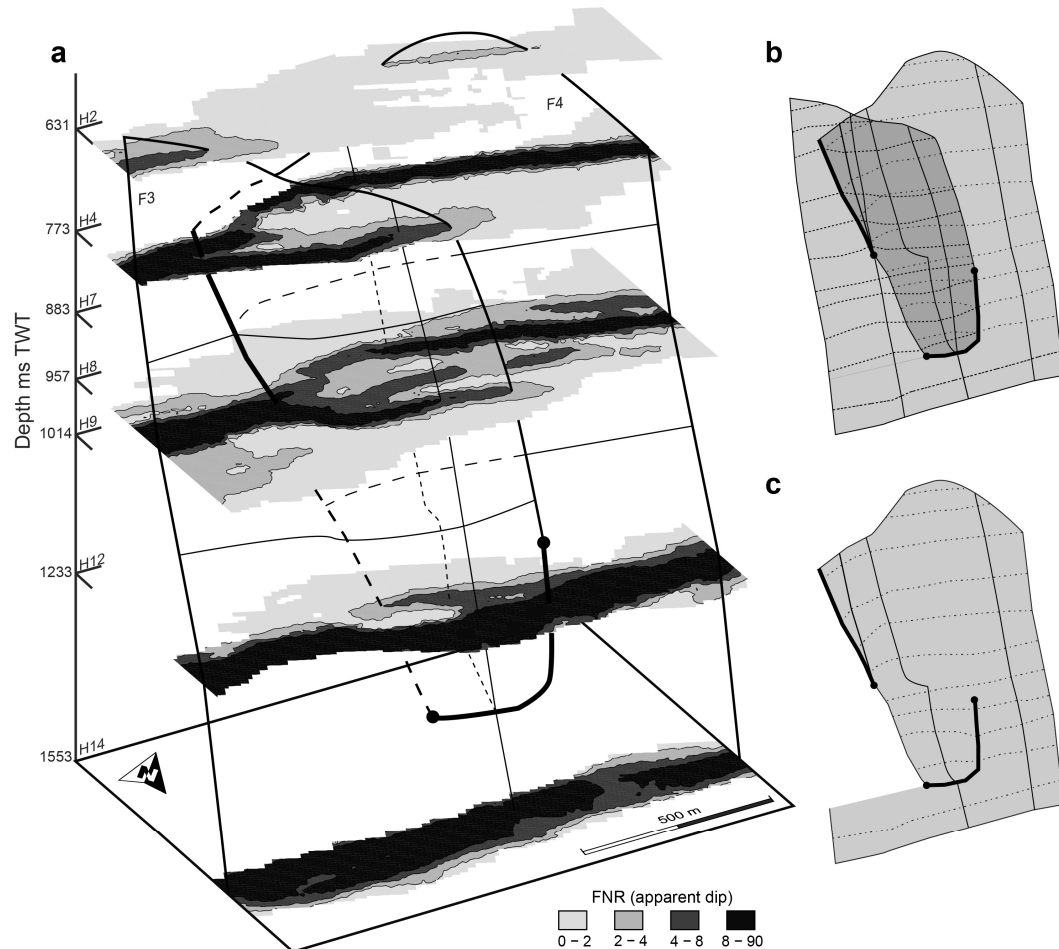 a
b
H2
631
F4
F3
H4
773
H7
883
H8
957
H9
1014
Depth ms TWT
c
H12
1233
H14
1553
N
500 m
FNR (apparent dip)
0 – 2 2 – 4 4 – 8 8 – 90